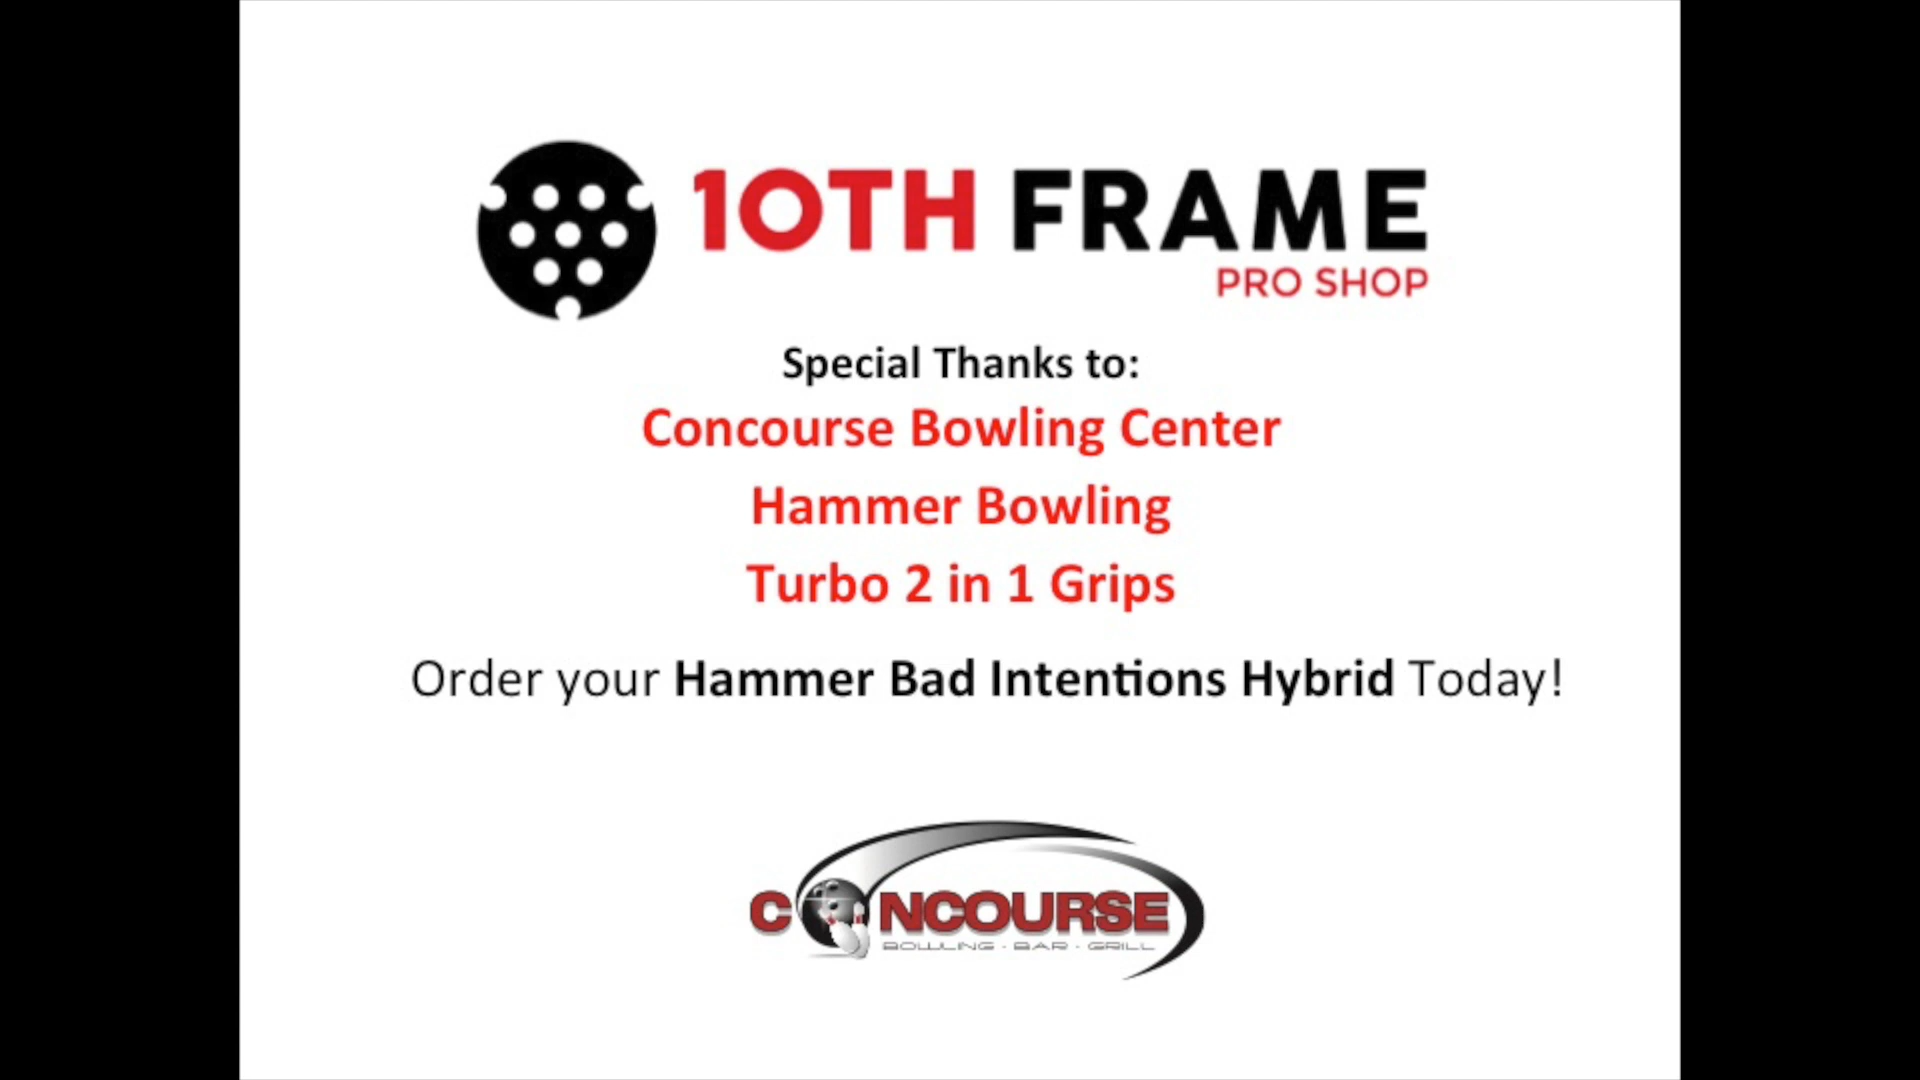 10TH FRAME
PRO SHOP
Special Thanks to:
Concourse Bowling Center
Hammer Bowling
Turbo 2 in 1 Grips
Order your Hammer Bad Intentions Hybrid Today!
CONCOURSE
BOWLING - BAR - GRILL